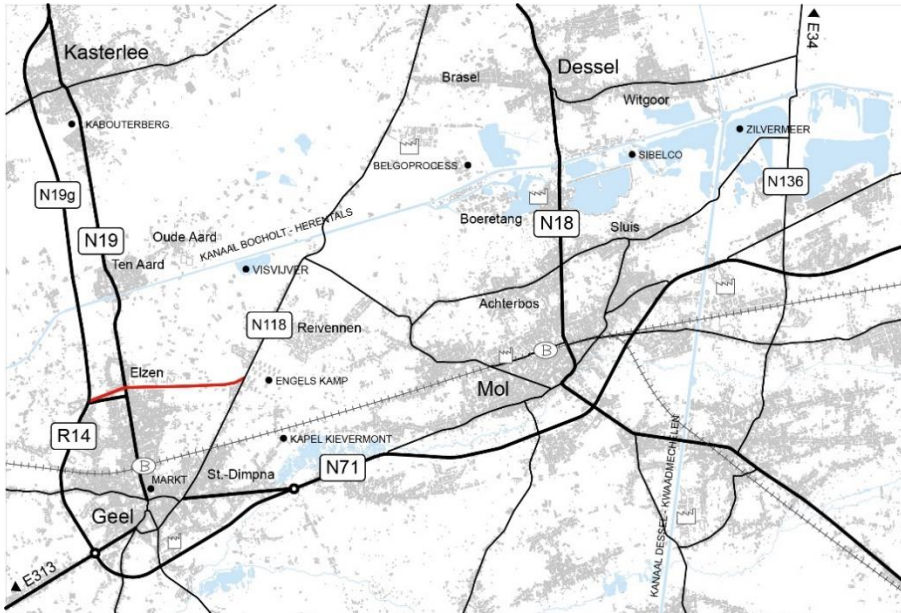 E34
Kasterlee
Dessel
Brasel
Witgoor
KABOUTERBERG
ZILVERMEER
SIBELCO
BELGOPROCESS
N136
N19g
Boeretang
N18
Sluis
N19
Oude Aard
KANAAL BOCHOLT - HERENTALS
Ten Aard
VISVIJVER
Achterbos
N118
Reivennen
B
Elzen
ENGELS KAMP
Mol
R14
KAPEL KIEVERMONT
KANAAL DESSEL - KWAADMECHELEN
B
St.-Dimpna
N71
MARKT
Geel
E313